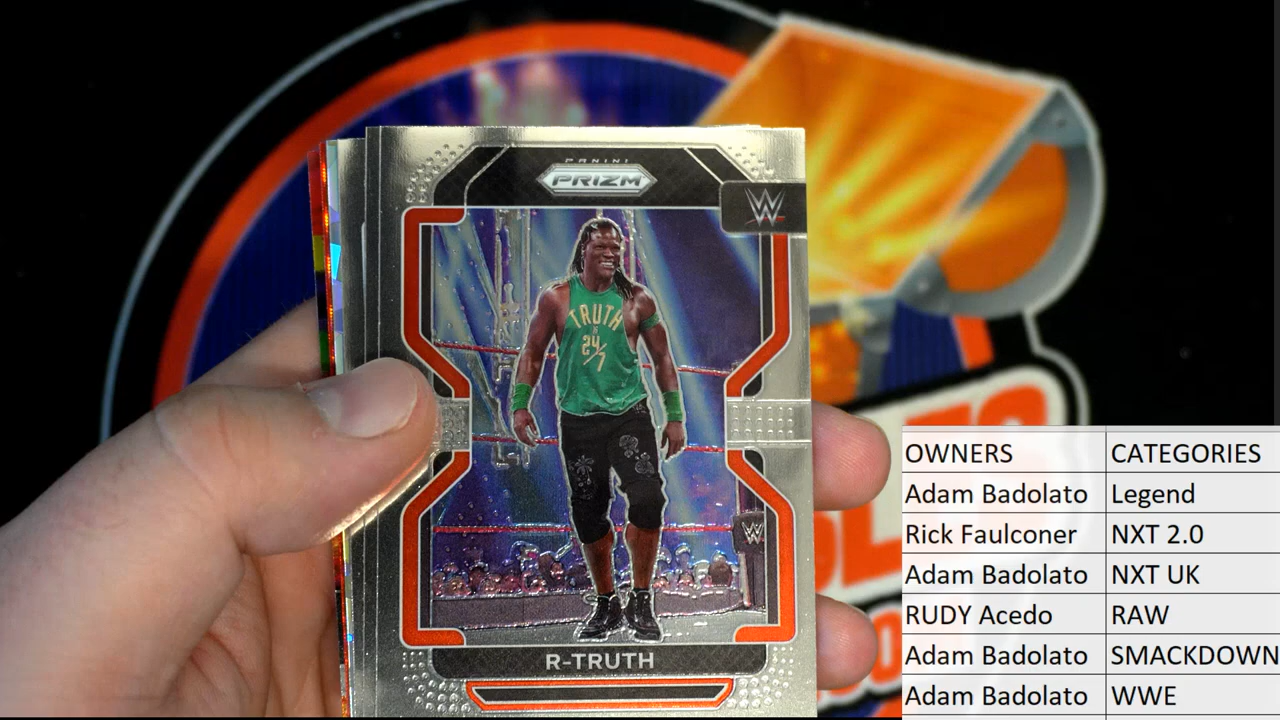 PANINI
PRIZM
W
TRUTH
IS
24/7
W
R-TRUTH
OWNERS CATEGORIES
Adam Badolato Legend
Rick Faulconer NXT 2.0
Adam Badolato NXT UK
RUDY Acedo RAW
Adam Badolato SMACKDOWN
Adam Badolato WWE